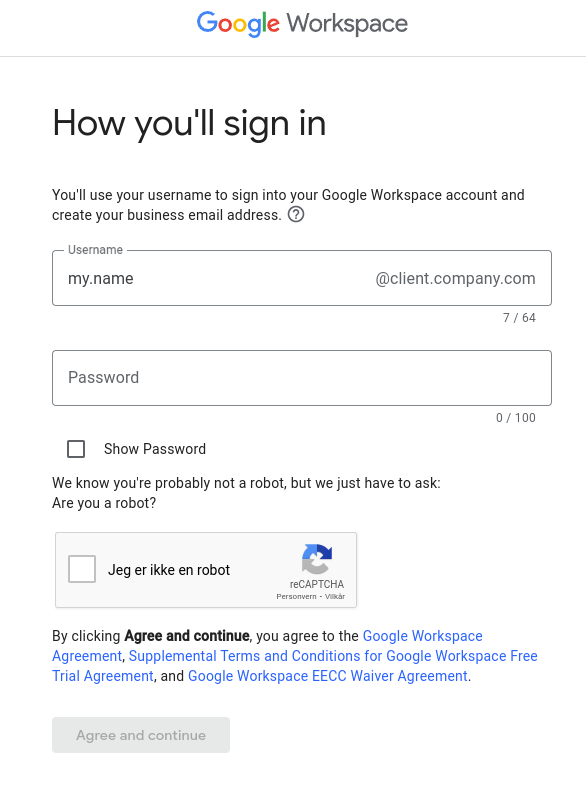 Google Workspace
How you'll sign in
You'll use your username to sign into your Google Workspace account and
create your business email address. ?
Username
my.name @client.company.com
7 / 64
Password
0 / 100
Show Password
We know you're probably not a robot, but we just have to ask:
Are you a robot?
Jeg er ikke en robot
reCAPTCHA
Personvern - Vilkår
By clicking Agree and continue, you agree to the Google Workspace
Agreement, Supplemental Terms and Conditions for Google Workspace Free
Trial Agreement, and Google Workspace EECC Waiver Agreement.
Agree and continue